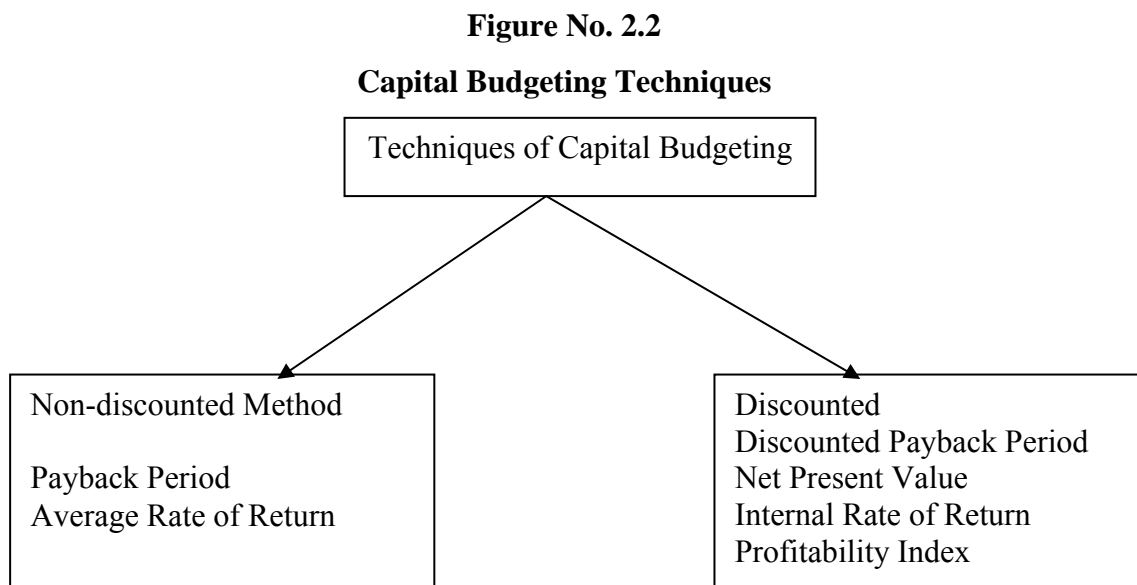 Figure No. 2.2
Capital Budgeting Techniques
Techniques of Capital Budgeting
Non-discounted Method
Payback Period
Average Rate of Return
Discounted
Discounted Payback Period
Net Present Value
Internal Rate of Return
Profitability Index